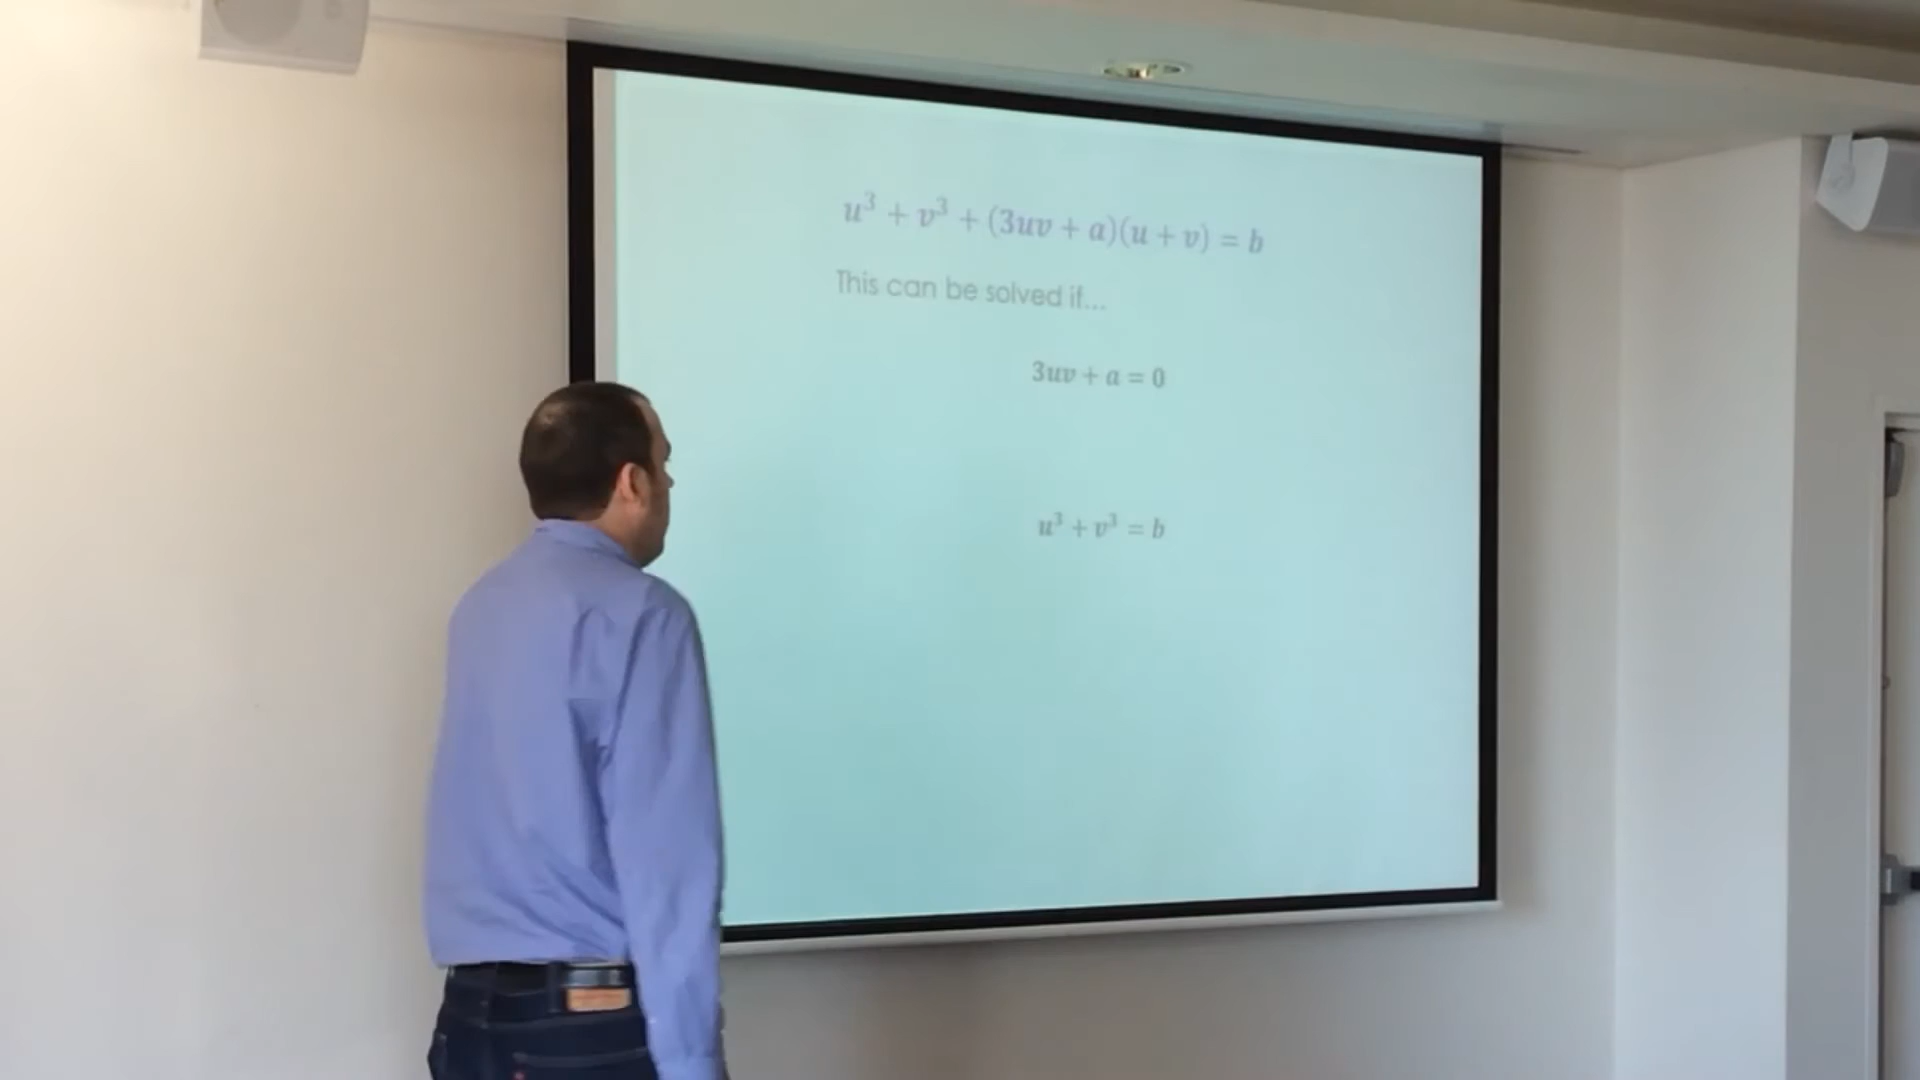 u³ + v³ + (3uv + a)(u + v) = b
This can be solved if...
3uv + a = 0
u³ + v³ = b